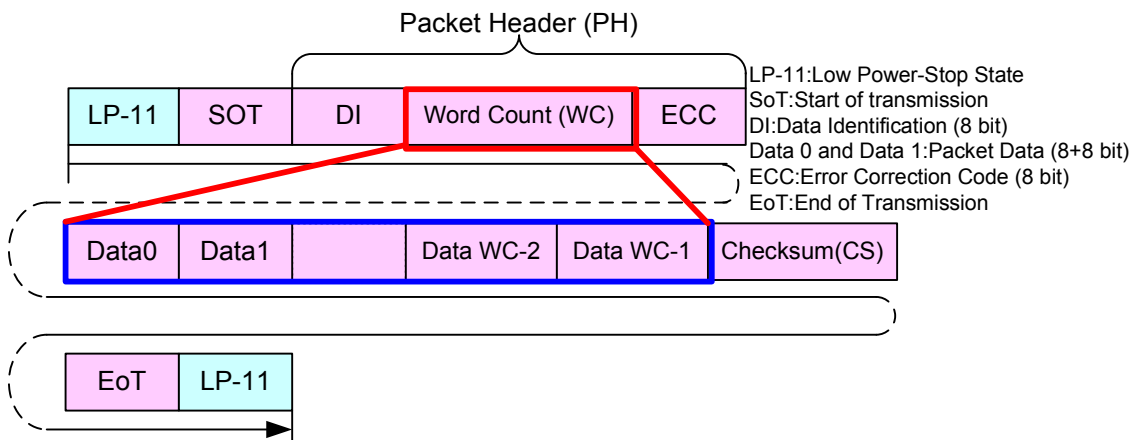 Packet Header (PH)
LP-11 SOT DI Word Count (WC) ECC
LP-11:Low Power-Stop State
SoT:Start of transmission
DI:Data Identification (8 bit)
Data 0 and Data 1:Packet Data (8+8 bit)
ECC:Error Correction Code (8 bit)
EoT:End of Transmission
Data0 Data1 Data WC-2 Data WC-1 Checksum(CS)
EoT LP-11